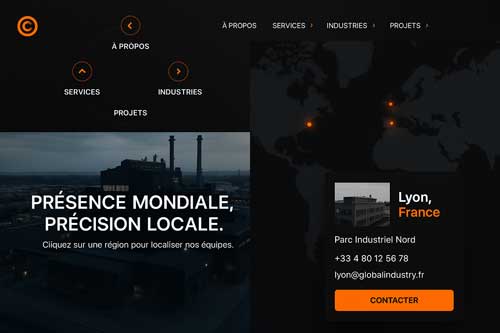 ©
À PROPOS
SERVICES
INDUSTRIES
PROJETS
À PROPOS SERVICES INDUSTRIES PROJETS
PRÉSENCE MONDIALE,
PRÉCISION LOCALE.
Cliquez sur une région pour localiser nos équipes.
Lyon,
France
Parc Industriel Nord
+33 4 80 12 56 78
lyon@globalindustry.fr
CONTACTER